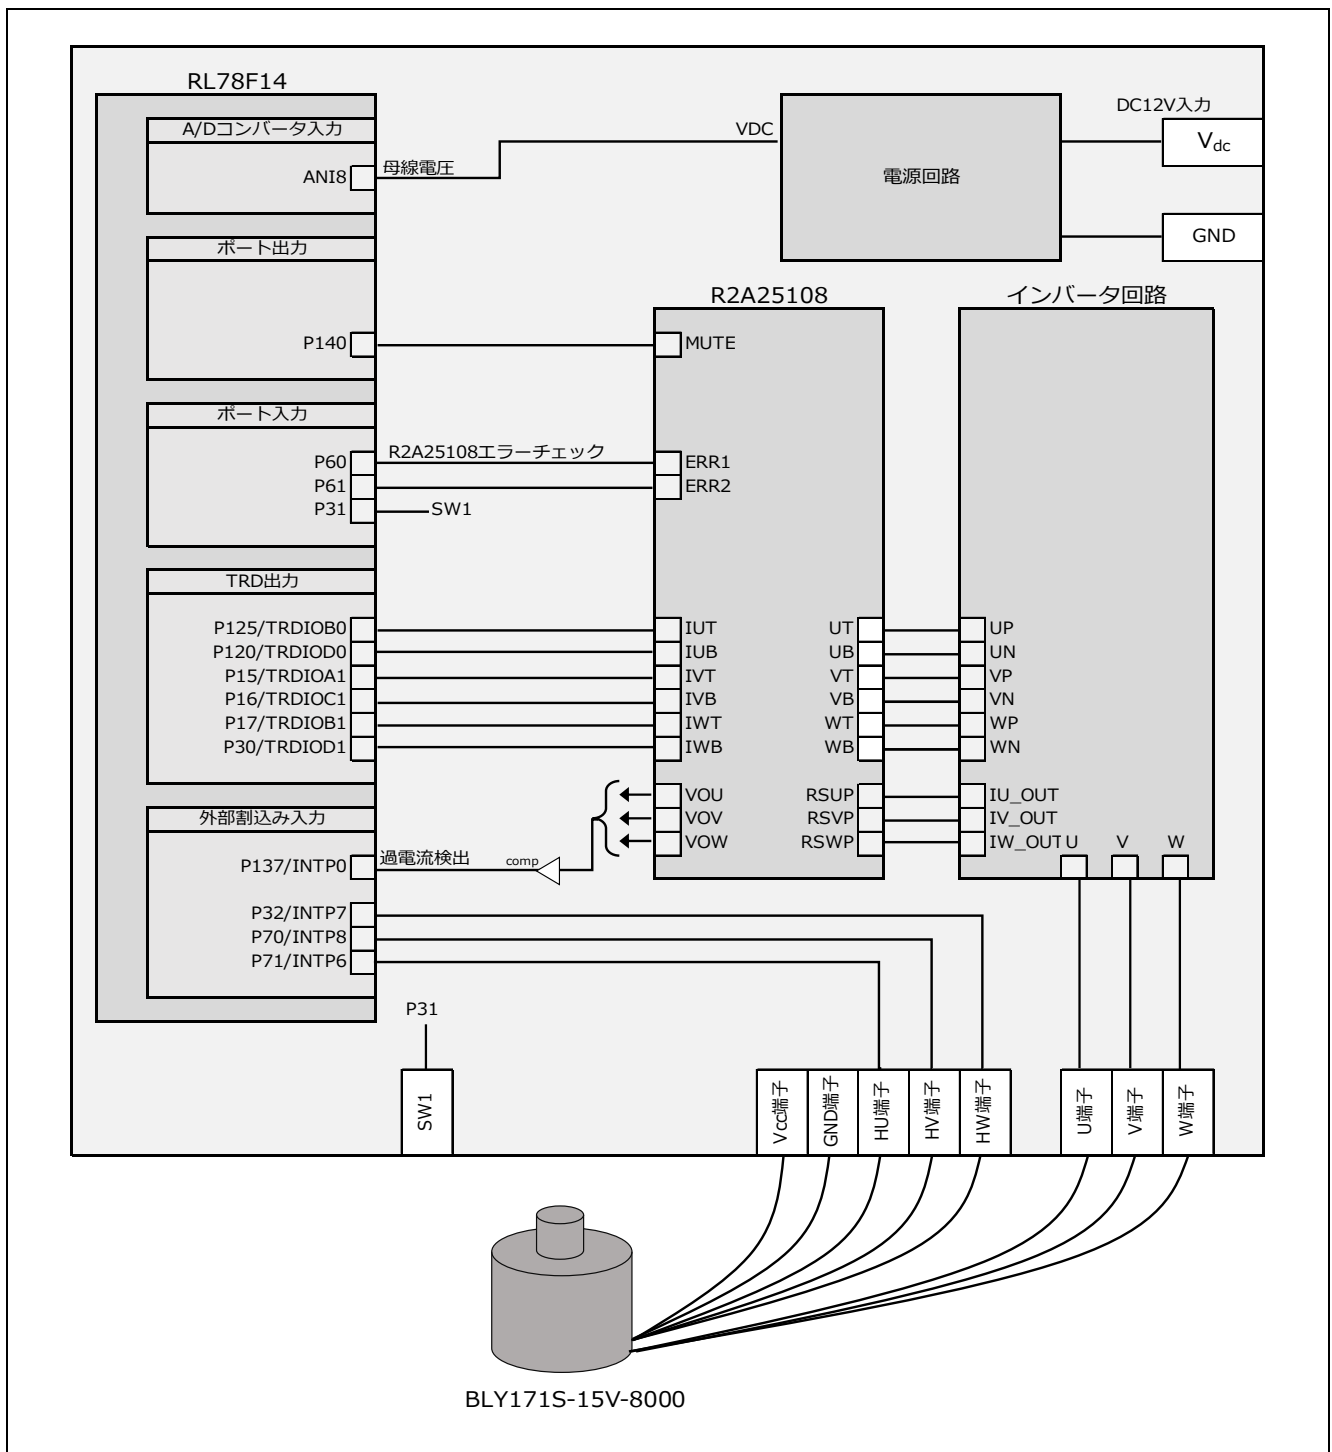 RL78F14
A/Dコンバータ入力
ANI8
母線電圧
VDC
電源回路
DC12V入力
Vdc
GND
ポート出力
P140
R2A25108
MUTE
インバータ回路
ポート入力
P60
R2A25108エラーチェック
ERR1
P61
ERR2
P31
SW1
TRD出力
P125/TRDIOB0
IUT
UT
UP
P120/TRDIOD0
IUB
UB
UN
P15/TRDIOA1
IVT
VT
VP
P16/TRDIOC1
IVB
VB
VN
P17/TRDIOB1
IWT
WT
WP
P30/TRDIOD1
IWB
WB
WN
VOU
RSUP
IU_OUT
VOV
RSVP
IV_OUT
VOW
RSWP
IW_OUT
U
V
W
外部割込み入力
P137/INTP0
過電流検出
comp
P32/INTP7
P70/INTP8
P71/INTP6
P31
SW1
Vcc端子
GND端子
HU端子
HV端子
HW端子
U端子
V端子
W端子
BLY171S-15V-8000